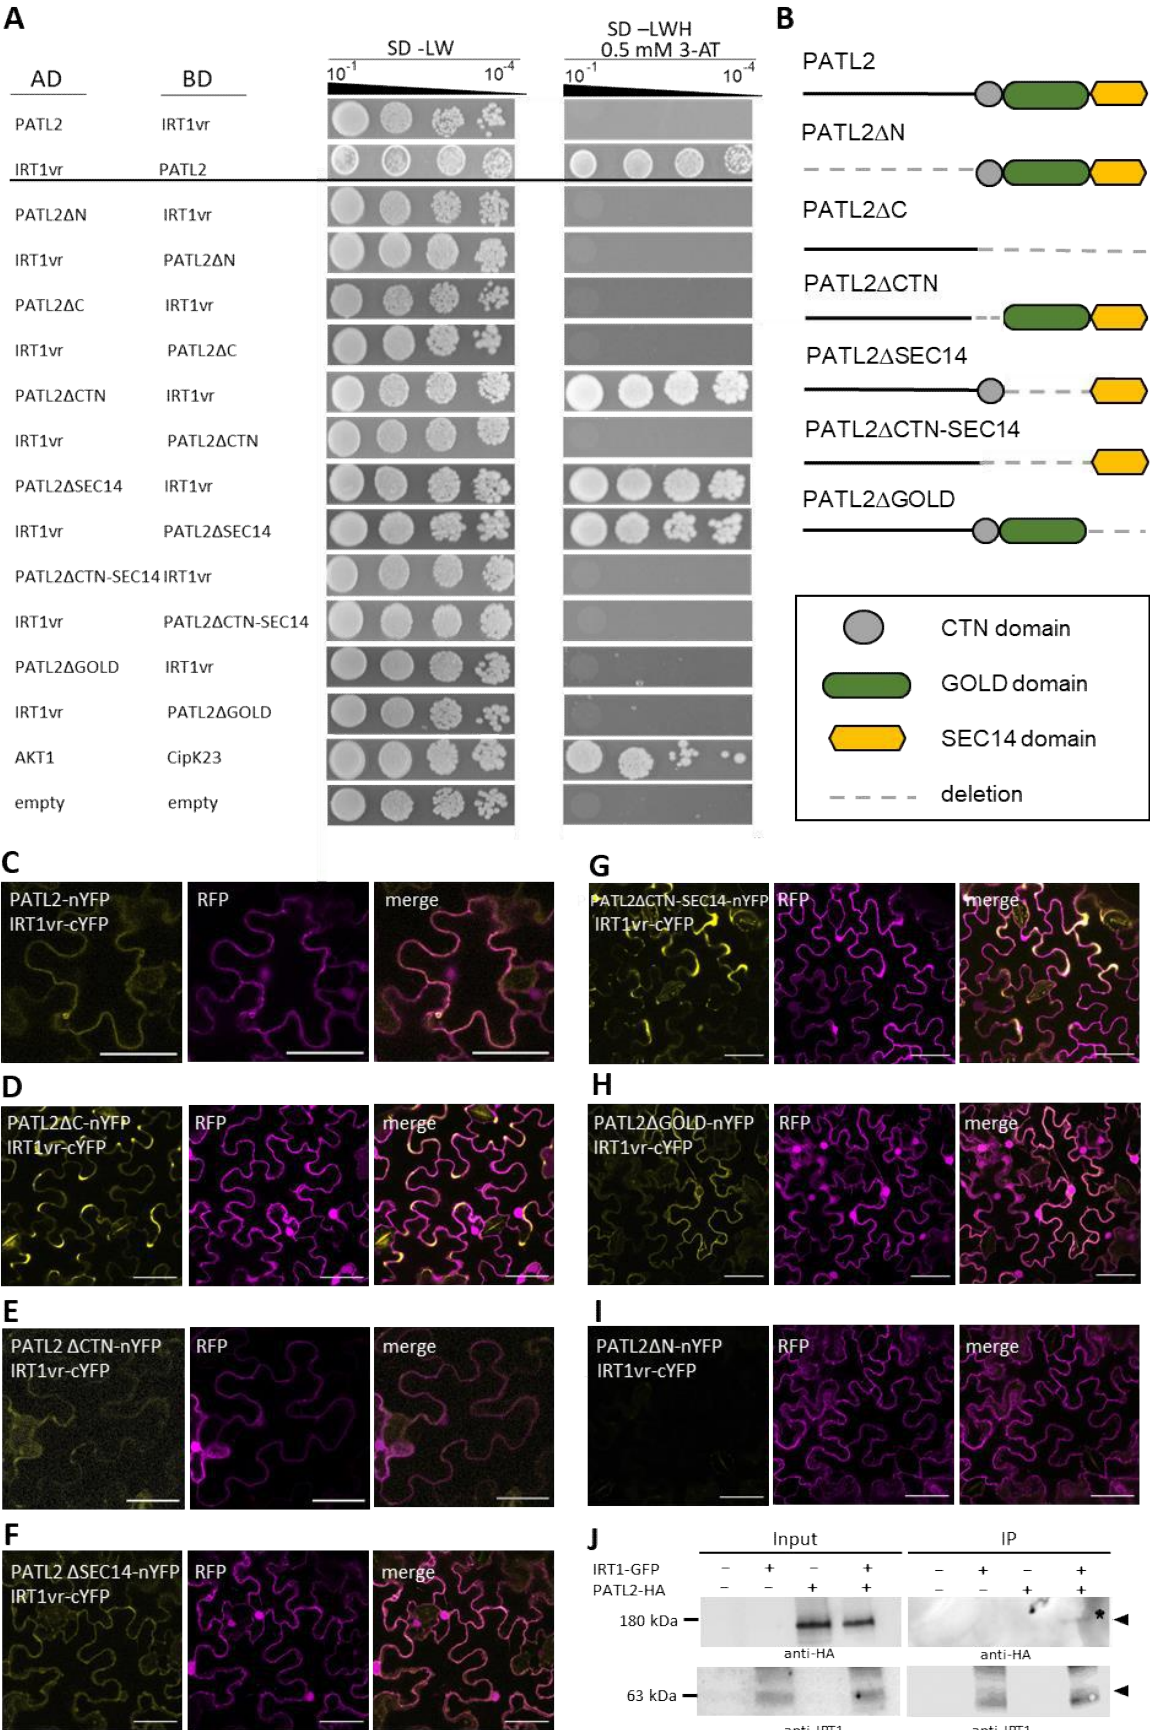 A
SD -LW
SD –LWH
0.5 mM 3-AT
AD BD
10-1 10-4 10-1 10-4
PATL2 IRT1vr
IRT1vr PATL2
PATL2ΔN IRT1vr
IRT1vr PATL2ΔN
PATL2ΔC IRT1vr
IRT1vr PATL2ΔC
PATL2ΔCTN IRT1vr
IRT1vr PATL2ΔCTN
PATL2ΔSEC14 IRT1vr
IRT1vr PATL2ΔSEC14
PATL2ΔCTN-SEC14 IRT1vr
IRT1vr PATL2ΔCTN-SEC14
PATL2ΔGOLD IRT1vr
IRT1vr PATL2ΔGOLD
AKT1 CipK23
empty empty
B
PATL2
PATL2ΔN
PATL2ΔC
PATL2ΔCTN
PATL2ΔSEC14
PATL2ΔCTN-SEC14
PATL2ΔGOLD
CTN domain
GOLD domain
SEC14 domain
deletion
C
PATL2-nYFP RFP merge
IRT1vr-cYFP
D
PATL2ΔC-nYFP RFP merge
IRT1vr-cYFP
E
PATL2 ΔCTN-nYFP RFP merge
IRT1vr-cYFP
F
PATL2 ΔSEC14-nYFP RFP merge
IRT1vr-cYFP
G
PATL2ΔCTN-SEC14-nYFP RFP merge
IRT1vr-cYFP
H
PATL2ΔGOLD-nYFP RFP merge
IRT1vr-cYFP
I
PATL2ΔN-nYFP RFP merge
IRT1vr-cYFP
J
Input IP
IRT1-GFP – + – + – + – +
PATL2-HA – – + + – – + +
180 kDa *
anti-HA anti-HA
63 kDa
anti-IRT1 anti-IRT1